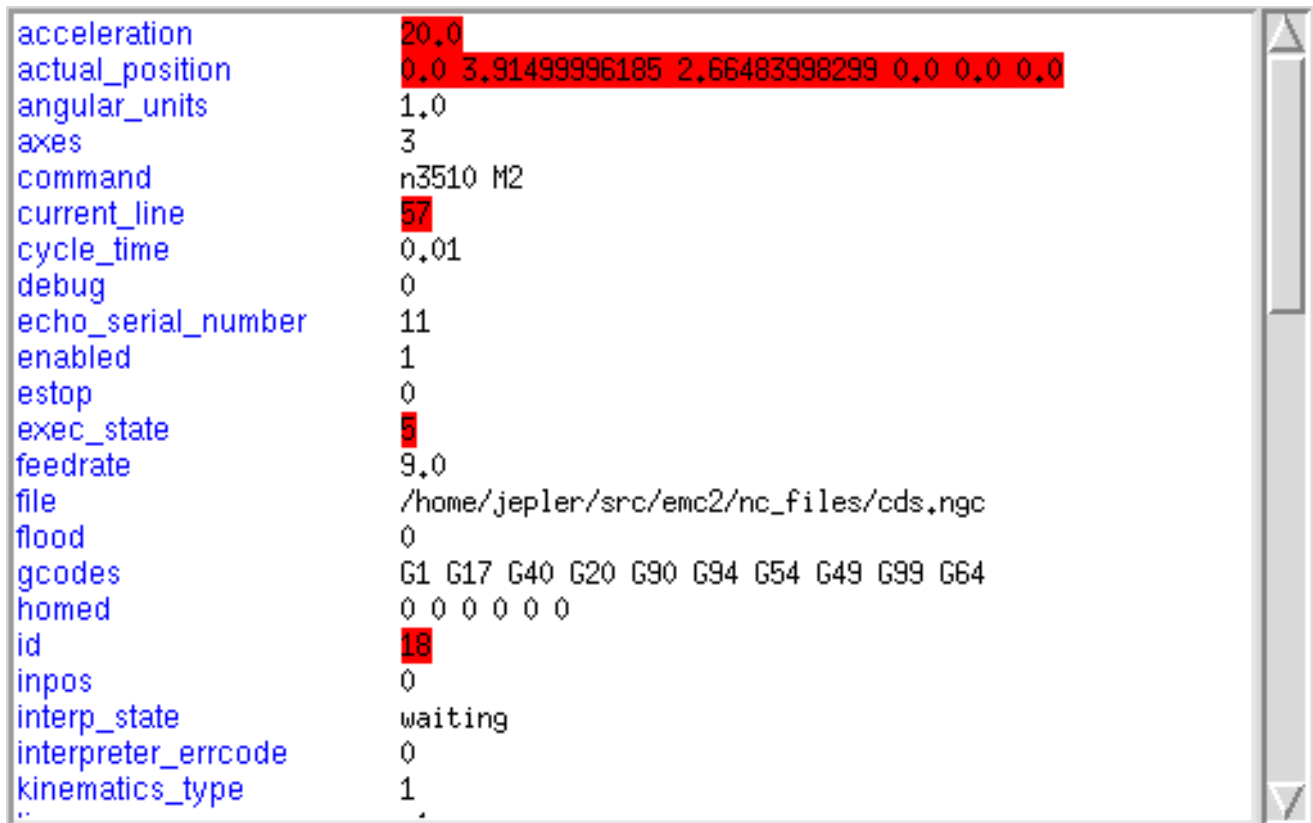 acceleration 20.0
actual_position 0.0 3.91499996185 2.66483998299 0.0 0.0 0.0
angular_units 1.0
axes 3
command n3510 M2
current_line 57
cycle_time 0.01
debug 0
echo_serial_number 11
enabled 1
estop 0
exec_state 5
feedrate 9.0
file /home/jepler/src/emc2/nc_files/cds.ngc
flood 0
gcodes G1 G17 G40 G20 G90 G94 G54 G49 G99 G64
homed 0 0 0 0 0 0
id 18
inpos 0
interp_state waiting
interpreter_errcode 0
kinematics_type 1